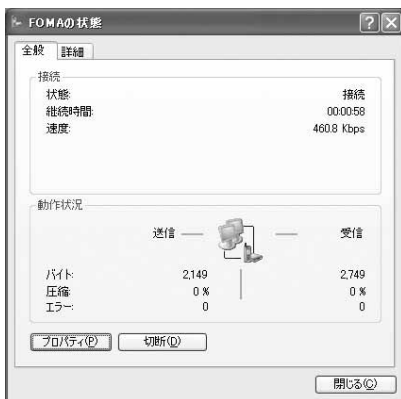 FOMAの状態
全般 詳細
接続
状態: 接続
継続時間: 00:00:58
速度: 460.8 Kbps
動作状況
送信 — — 受信
バイト: 2,149 2,749
圧縮: 0 % 0 %
エラー: 0 0
プロパティ(P) 切断(D)
閉じる(C)